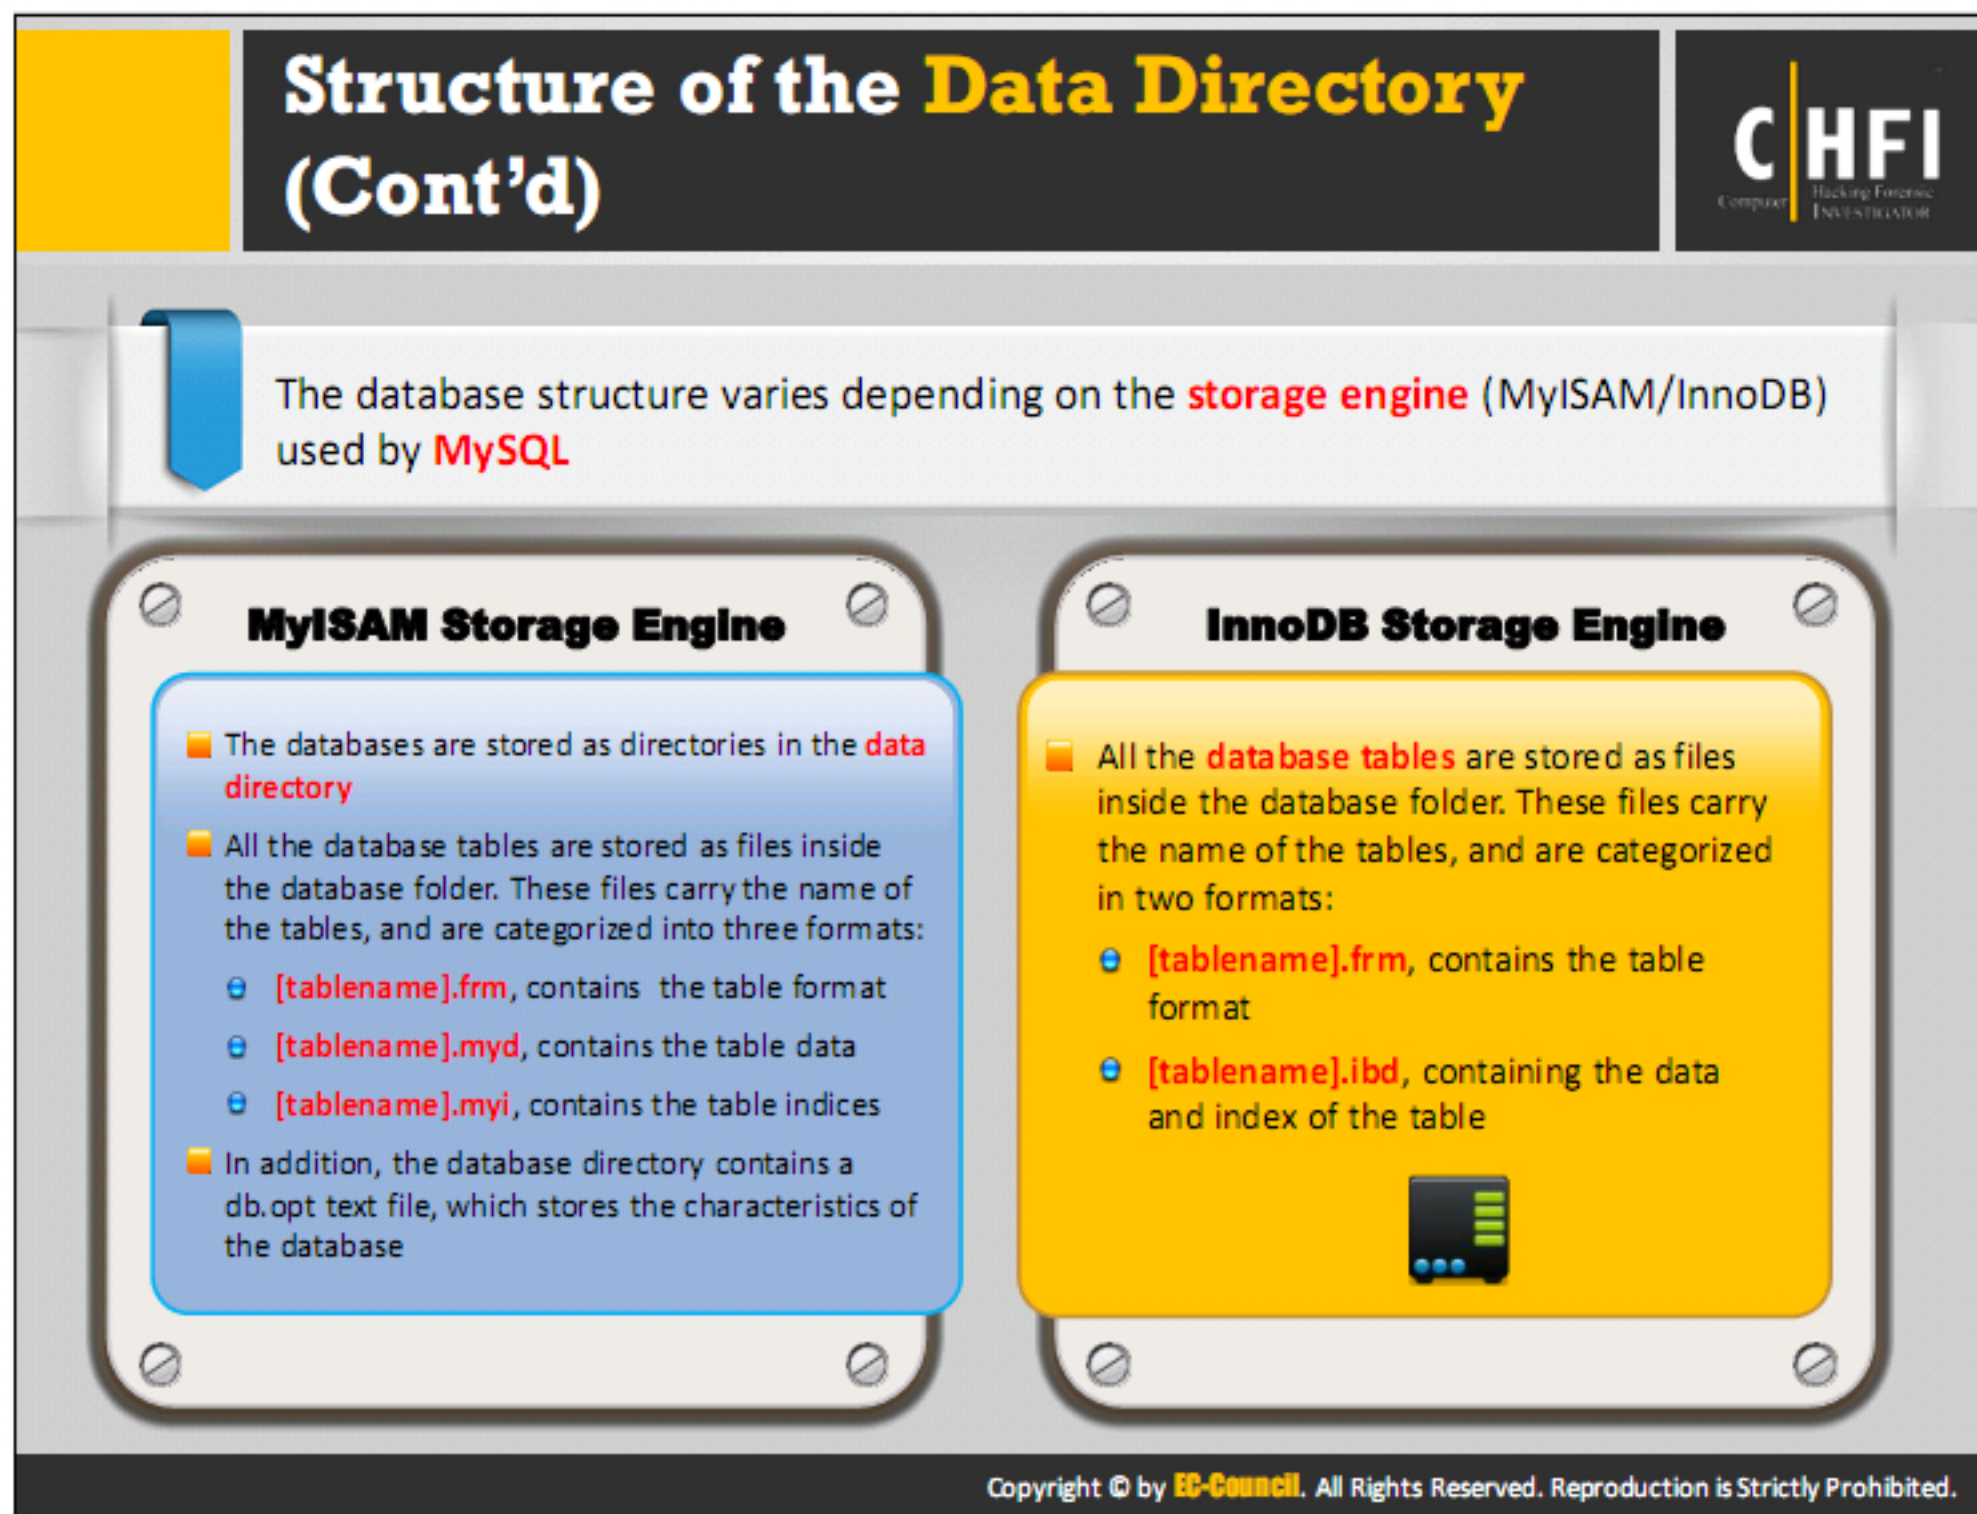 Structure of the Data Directory
(Cont’d)
C HFI
Computer
Hacking Forensic
INVESTIGATOR
The database structure varies depending on the storage engine (MyISAM/InnoDB)
used by MySQL
MyISAM Storage Engine
The databases are stored as directories in the data
directory
All the database tables are stored as files inside
the database folder. These files carry the name of
the tables, and are categorized into three formats:
[tablename].frm, contains the table format
[tablename].myd, contains the table data
[tablename].myi, contains the table indices
In addition, the database directory contains a
db.opt text file, which stores the characteristics of
the database
InnoDB Storage Engine
All the database tables are stored as files
inside the database folder. These files carry
the name of the tables, and are categorized
in two formats:
[tablename].frm, contains the table
format
[tablename].ibd, containing the data
and index of the table
Copyright © by EC-Council. All Rights Reserved. Reproduction is Strictly Prohibited.